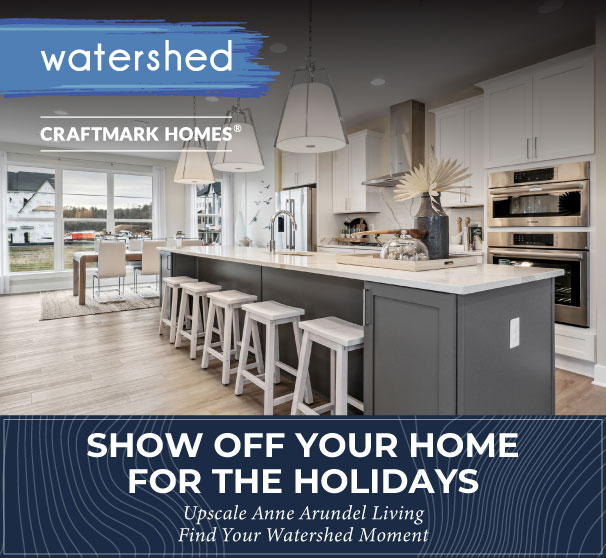 watershed
CRAFTMARK HOMES®
SHOW OFF YOUR HOME
FOR THE HOLIDAYS
Upscale Anne Arundel Living
Find Your Watershed Moment